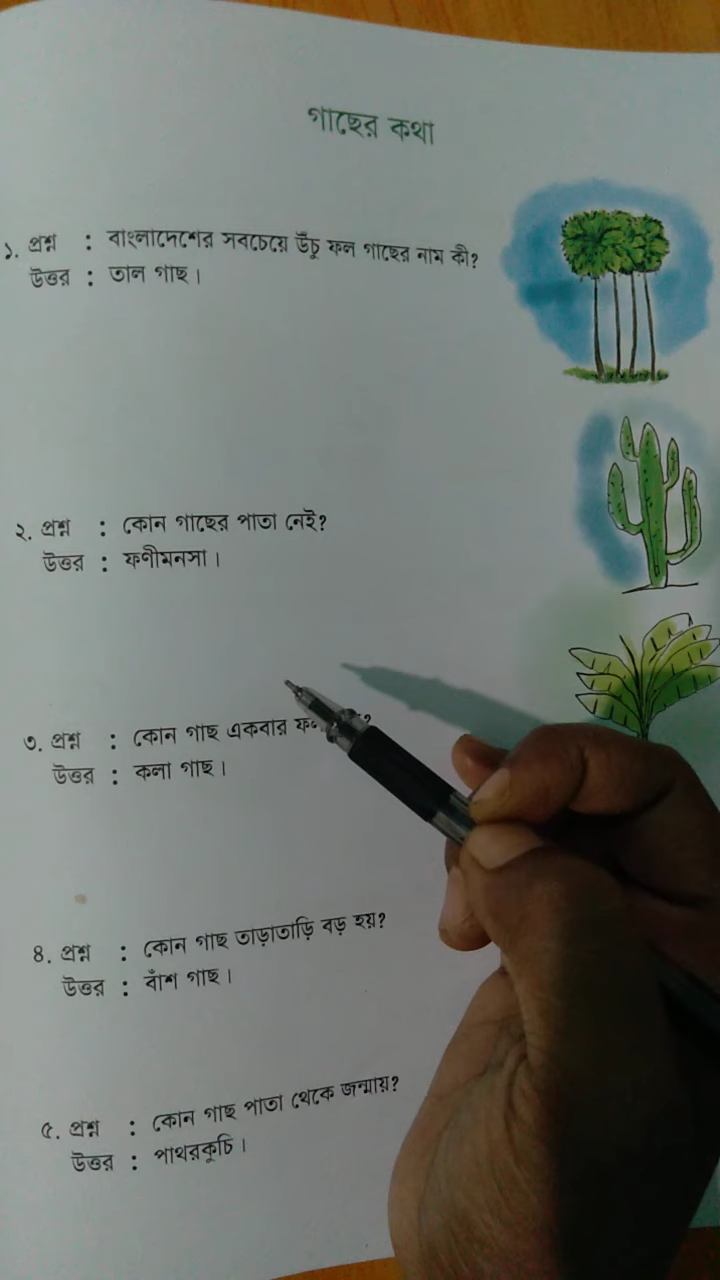 গাছের কথা
১. প্রশ্ন : বাংলাদেশের সবচেয়ে উঁচু ফল গাছের নাম কী?
উত্তর : তাল গাছ।
২. প্রশ্ন : কোন গাছের পাতা নেই?
উত্তর : ফণীমনসা।
৩. প্রশ্ন : কোন গাছ একবার
উত্তর : কলা গাছ।
৪. প্রশ্ন : কোন গাছ তাড়াতাড়ি বড় হয়?
উত্তর : বাঁশ গাছ।
৫. প্রশ্ন : কোন গাছ পাতা থেকে জন্মায়?
উত্তর : পাথরকুচি।